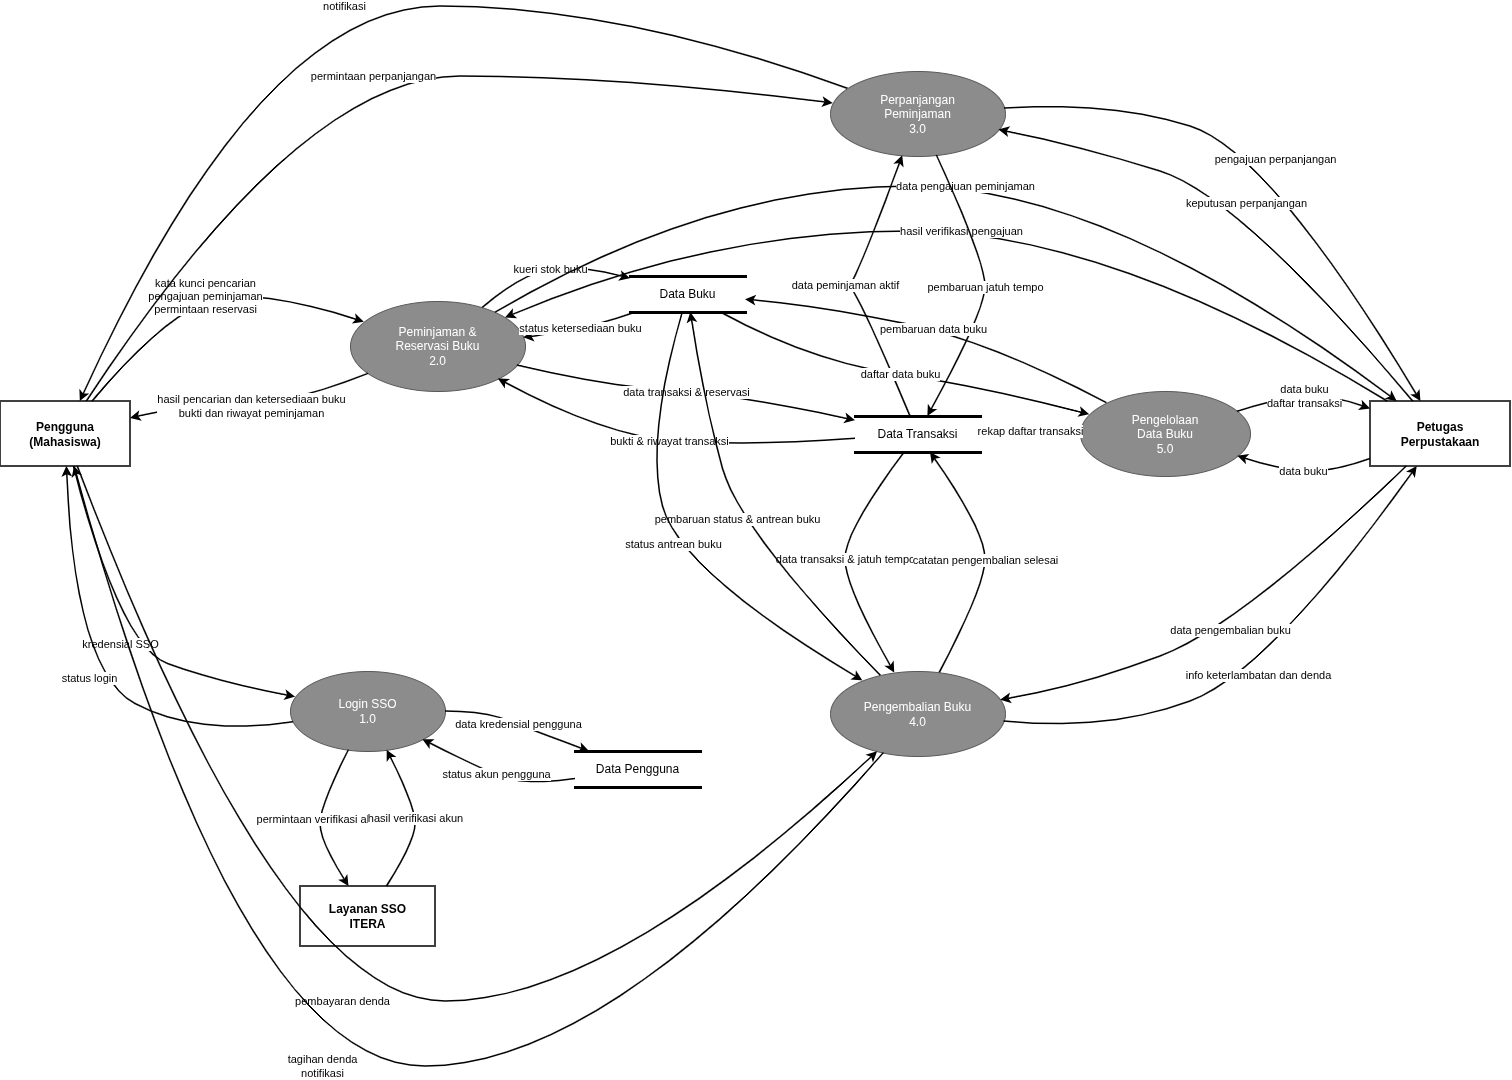 notifikasi
permintaan perpanjangan
Perpanjangan
Peminjaman
3.0
pengajuan perpanjangan
keputusan perpanjangan
data pengajuan peminjaman
hasil verifikasi pengajuan
kueri stok buku
kata kunci pencarian
pengajuan peminjaman
permintaan reservasi
Data Buku
data peminjaman aktif
pembaruan jatuh tempo
Peminjaman &
Reservasi Buku
2.0
status ketersediaan buku
pembaruan data buku
daftar data buku
data transaksi & reservasi
hasil pencarian dan ketersediaan buku
bukti dan riwayat peminjaman
data buku
daftar transaksi
Pengguna
(Mahasiswa)
bukti & riwayat transaksi
Data Transaksi
rekap daftar transaksi
Pengelolaan
Data Buku
5.0
Petugas
Perpustakaan
data buku
pembaruan status & antrean buku
status antrean buku
data transaksi & jatuh tempo
catatan pengembalian selesai
kredensial SSO
status login
data pengembalian buku
info keterlambatan dan denda
Login SSO
1.0
data kredensial pengguna
Pengembalian Buku
4.0
status akun pengguna
Data Pengguna
permintaan verifikasi
hasil verifikasi akun
Layanan SSO
ITERA
pembayaran denda
tagihan denda
notifikasi